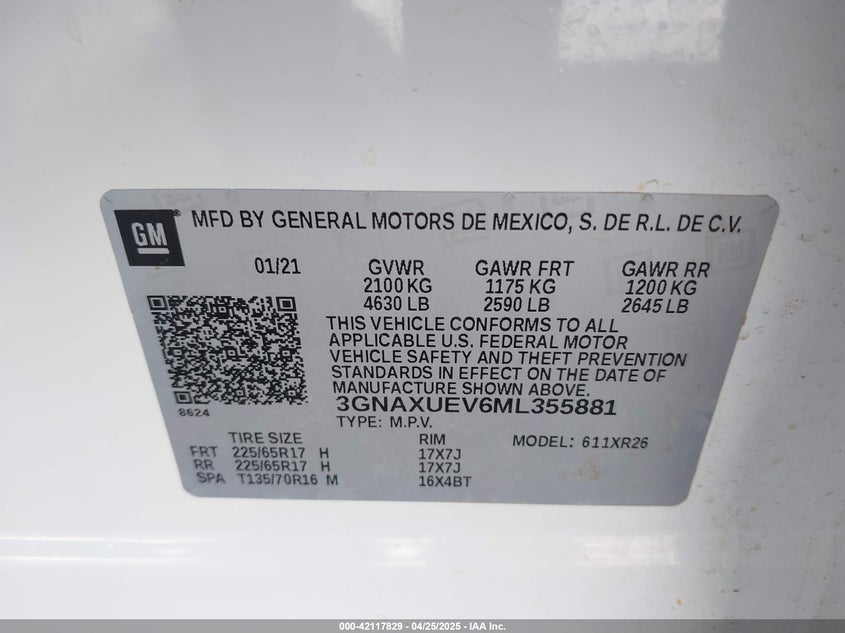 GM
MFD BY GENERAL MOTORS DE MEXICO, S. DE R.L. DE C.V.
01/21 GVWR GAWR FRT GAWR RR
2100 KG 1175 KG 1200 KG
4630 LB 2590 LB 2645 LB
THIS VEHICLE CONFORMS TO ALL
APPLICABLE U.S. FEDERAL MOTOR
VEHICLE SAFETY AND THEFT PREVENTION
STANDARDS IN EFFECT ON THE DATE OF
MANUFACTURE SHOWN ABOVE.
8624
3GNAXUEV6ML355881
TYPE: M.P.V.
TIRE SIZE RIM MODEL: 611XR26
FRT 225/65R17 H 17X7J
RR 225/65R17 H 17X7J
SPA T135/70R16 M 16X4BT
000-42117829 - 04/25/2025 - IAA Inc.